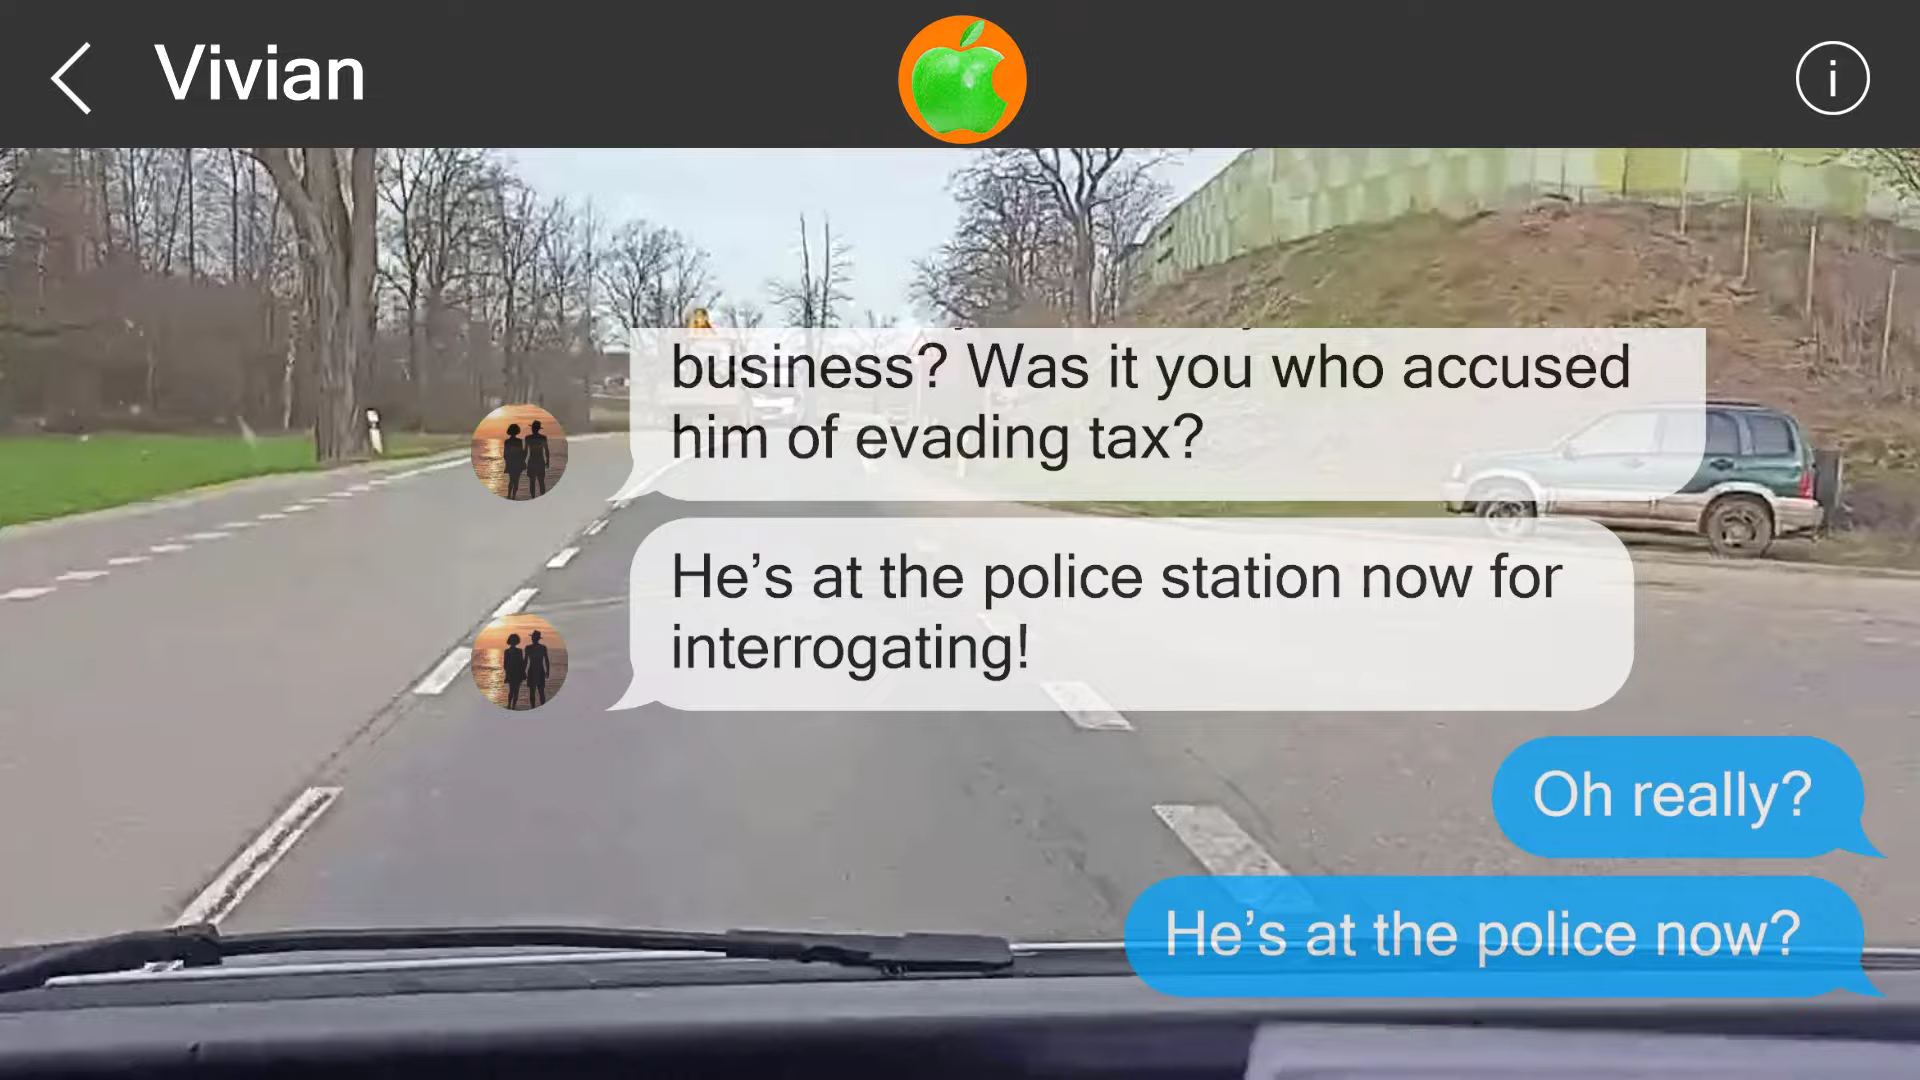 Vivian
business? Was it you who accused
him of evading tax?
He’s at the police station now for
interrogating!
Oh really?
He’s at the police now?